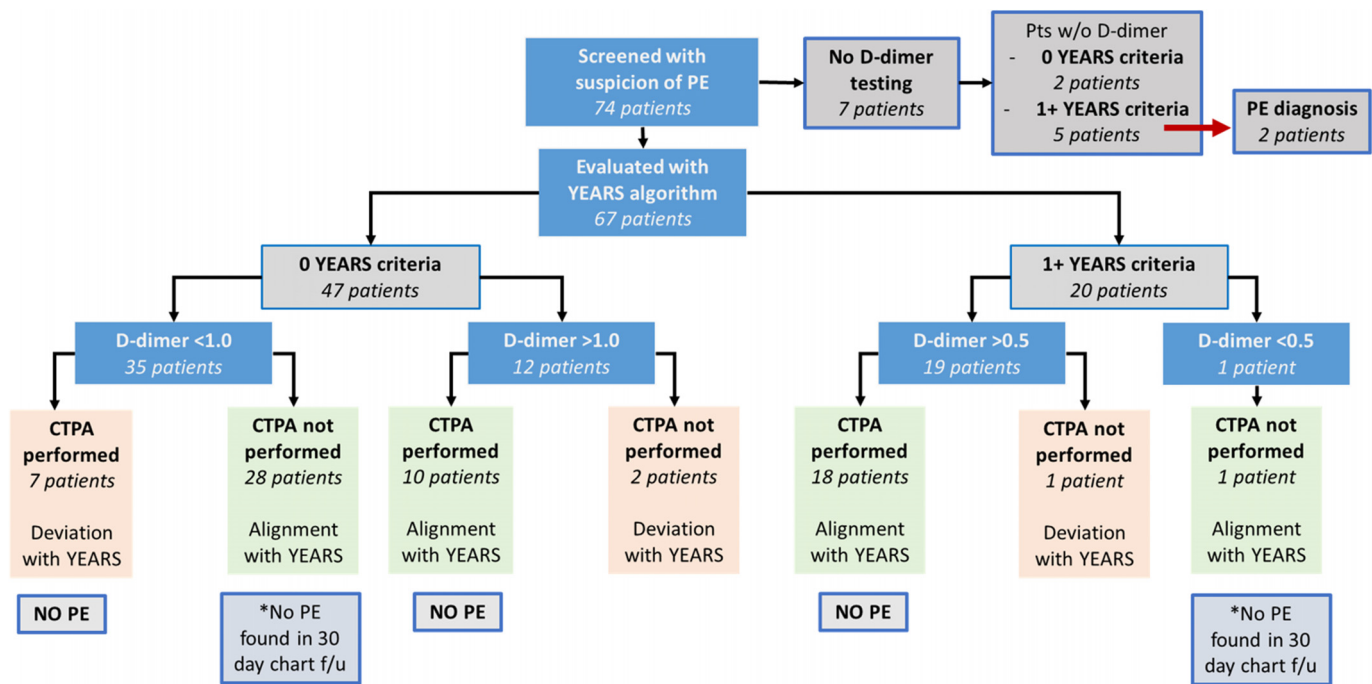 Screened with
suspicion of PE
74 patients
No D-dimer
testing
7 patients
Pts w/o D-dimer
- 0 YEARS criteria
2 patients
- 1+ YEARS criteria
5 patients
PE diagnosis
2 patients
Evaluated with
YEARS algorithm
67 patients
0 YEARS criteria
47 patients
1+ YEARS criteria
20 patients
D-dimer <1.0
35 patients
D-dimer >1.0
12 patients
D-dimer >0.5
19 patients
D-dimer <0.5
1 patient
CTPA
performed
7 patients
Deviation
with YEARS
CTPA not
performed
28 patients
Alignment
with YEARS
CTPA
performed
10 patients
Alignment
with YEARS
CTPA not
performed
2 patients
Deviation
with YEARS
CTPA
performed
18 patients
Alignment
with YEARS
CTPA not
performed
1 patient
Deviation
with YEARS
CTPA not
performed
1 patient
Alignment
with YEARS
NO PE
*No PE
found in 30
day chart f/u
NO PE
NO PE
*No PE
found in 30
day chart f/u